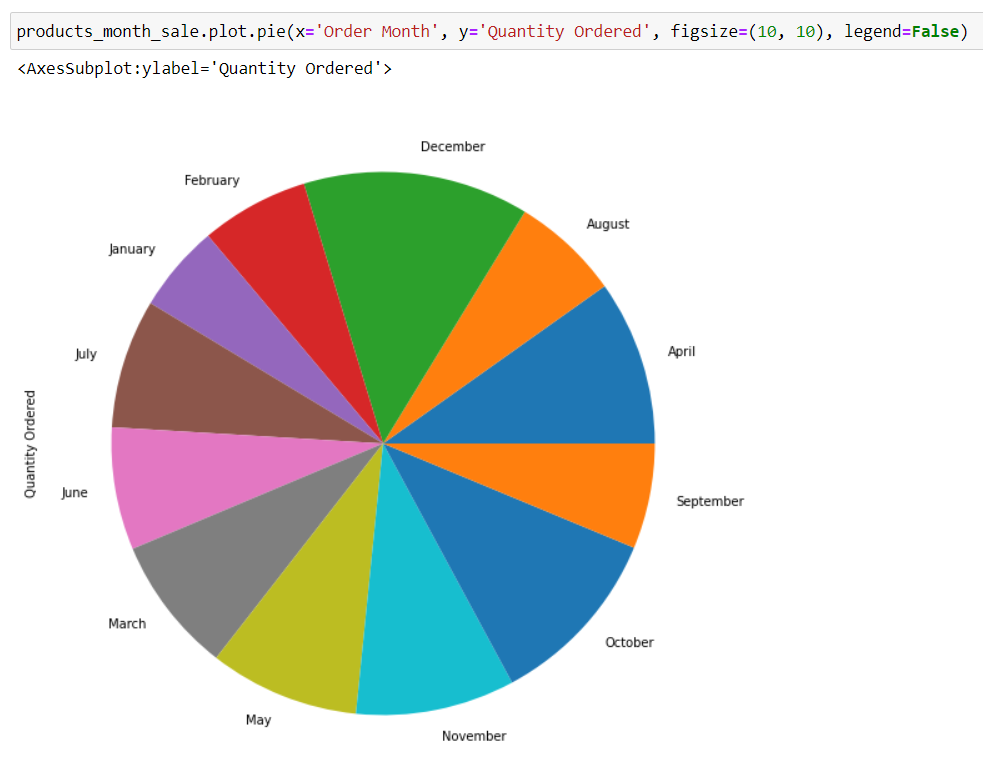 products_month_sale.plot.pie(x='Order Month', y='Quantity Ordered', figsize=(10, 10), legend=False)
<AxesSubplot:ylabel='Quantity Ordered'>
December
February
August
January
April
July
Quantity Ordered
June
September
March
October
May
November